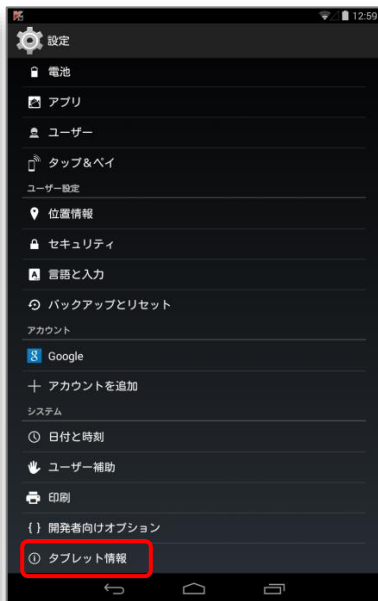 12:59
設定
電池
アプリ
ユーザー
タップ&ペイ
ユーザー設定
位置情報
セキュリティ
A 言語と入力
バックアップとリセット
アカウント
8 Google
アカウントを追加
システム
日付と時刻
ユーザー補助
印刷
{ } 開発者向けオプション
タブレット情報